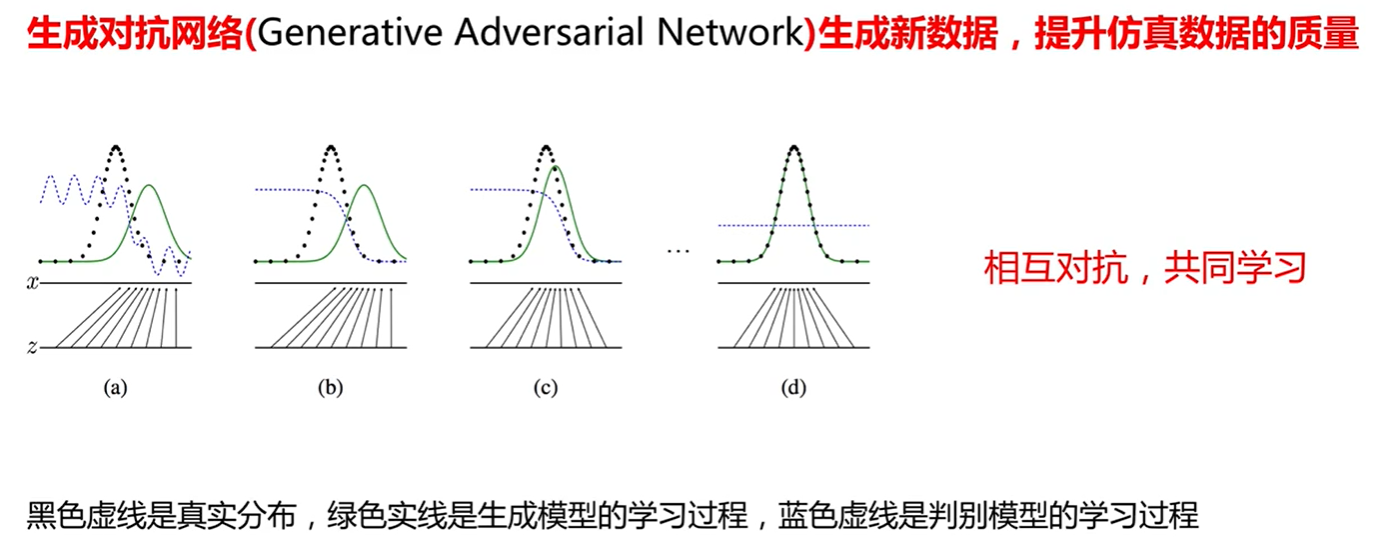 生成对抗网络(Generative Adversarial Network)生成新数据，提升仿真数据的质量
x
z
...
(a)
(b)
(c)
(d)
相互对抗，共同学习
黑色虚线是真实分布，绿色实线是生成模型的学习过程，蓝色虚线是判别模型的学习过程